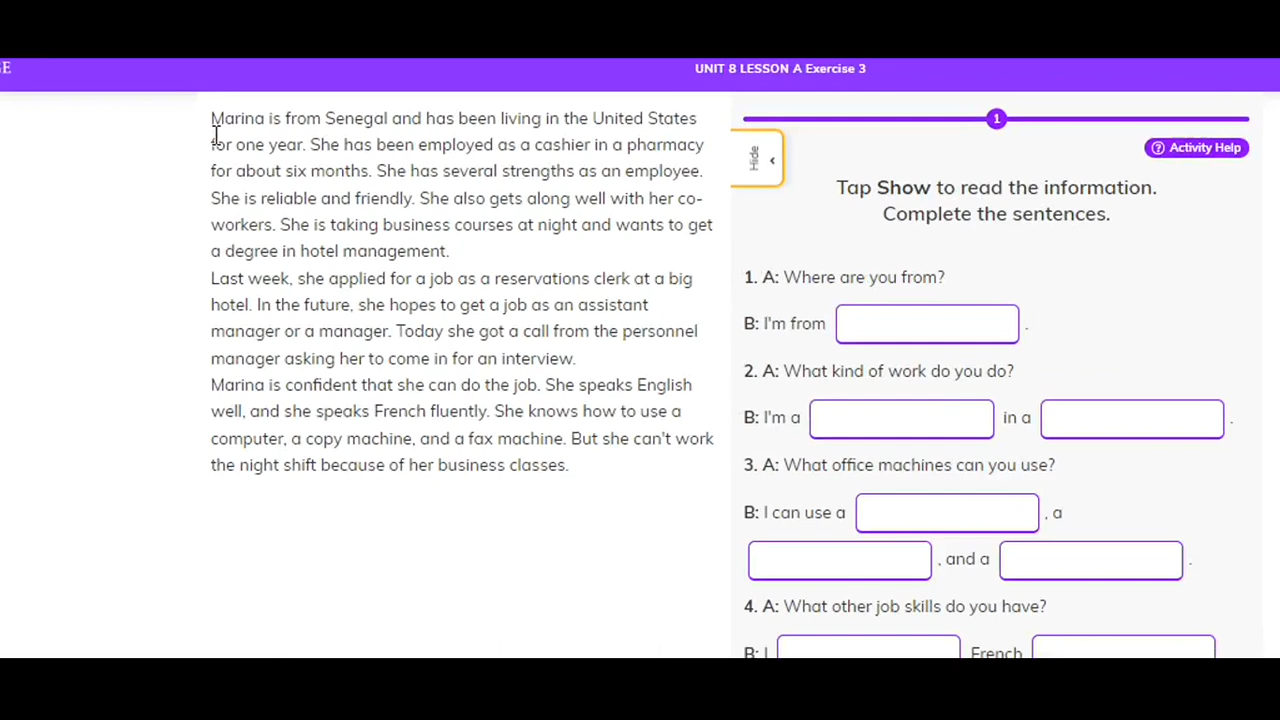 GE
UNIT 8 LESSON A Exercise 3
Marina is from Senegal and has been living in the United States
for one year. She has been employed as a cashier in a pharmacy
for about six months. She has several strengths as an employee.
She is reliable and friendly. She also gets along well with her co-
workers. She is taking business courses at night and wants to get
a degree in hotel management.
Last week, she applied for a job as a reservations clerk at a big
hotel. In the future, she hopes to get a job as an assistant
manager or a manager. Today she got a call from the personnel
manager asking her to come in for an interview.
Marina is confident that she can do the job. She speaks English
well, and she speaks French fluently. She knows how to use a
computer, a copy machine, and a fax machine. But she can't work
the night shift because of her business classes.
Hide
1
Activity Help
Tap Show to read the information.
Complete the sentences.
1. A: Where are you from?
B: I'm from .
2. A: What kind of work do you do?
B: I'm a in a .
3. A: What office machines can you use?
B: I can use a , a
, and a .
4. A: What other job skills do you have?
B: I French